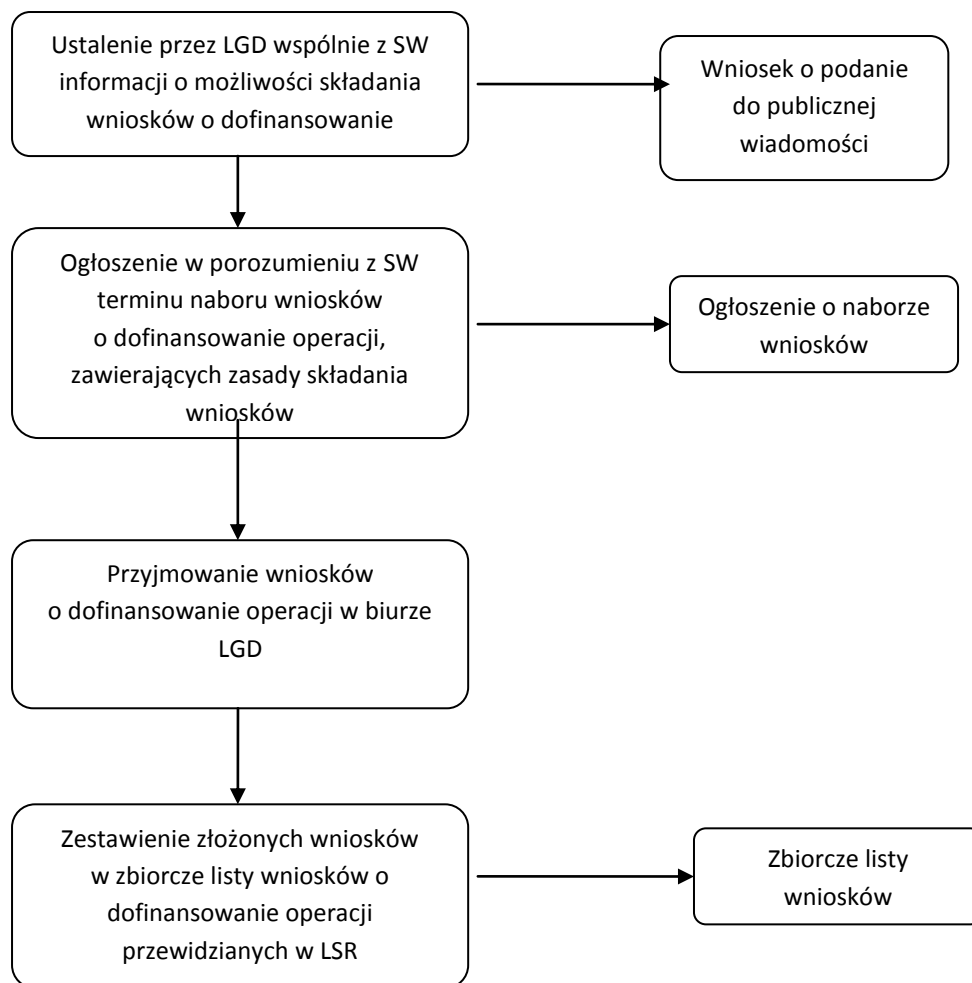 Ustalenie przez LGD wspólnie z SW
informacji o możliwości składania
wniosków o dofinansowanie
Wniosek o podanie
do publicznej
wiadomości
Ogłoszenie w porozumieniu z SW
terminu naboru wniosków
o dofinansowanie operacji,
zawierających zasady składania
wniosków
Ogłoszenie o naborze
wniosków
Przyjmowanie wniosków
o dofinansowanie operacji w biurze
LGD
Zestawienie złożonych wniosków
w zbiorcze listy wniosków o
dofinansowanie operacji
przewidzianych w LSR
Zbiorcze listy
wniosków